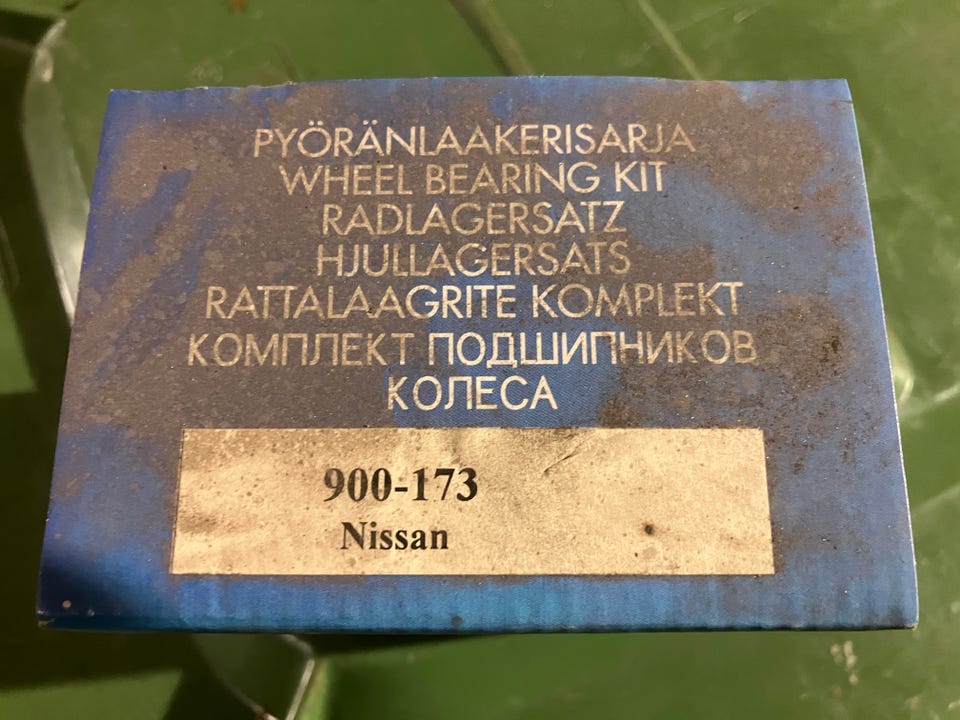 PYÖRÄNLAAKERISARJA
WHEEL BEARING KIT
RADLAGERSATZ
HJULLAGERSATS
RATTALAAGRITE KOMPLEKT
КОМПЛЕКТ ПОДШИПНИКОВ
КОЛЕСА
900-173
Nissan